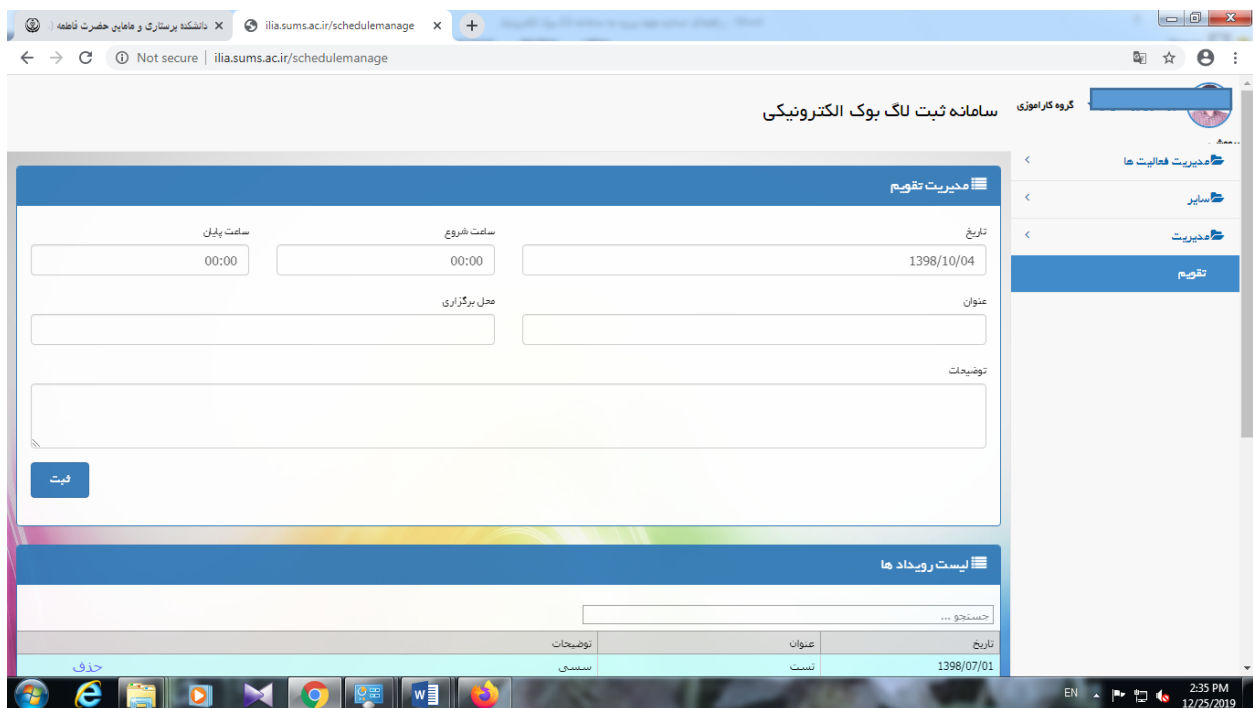 دانشکده پرستاری و مامایی حضرت فاطمه (
ilia.sums.ac.ir/schedulemanage
Not secure | ilia.sums.ac.ir/schedulemanage
گروه کارآموزی
سامانه ثبت لاگ بوک الکترونیکی
مدیریت فعالیت ها
سایر
مدیریت
تقویم
مدیریت تقویم
تاریخ ساعت شروع ساعت پایان
1398/10/04 00:00 00:00
عنوان محل برگزاری
توضیحات
ثبت
لیست رویداد ها
جستجو ...
تاریخ عنوان توضیحات
1398/07/01 تست سسی حذف
EN
2:35 PM
12/25/2019